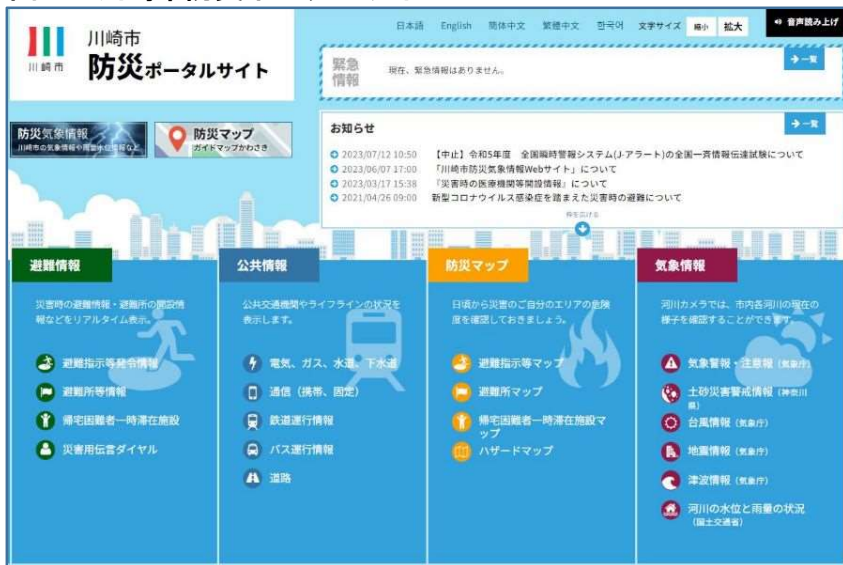 日本語 English 简体中文 繁體中文 한국어 文字サイズ 縮小 拡大 音声読み上げ
川崎市
川崎市
防災ポータルサイト
緊急
情報
現在、緊急情報はありません。
一覧
防災気象情報
防災マップ
ガイドマップかわさき
お知らせ
一覧
2023/07/12 10:50 【中止】令和5年度 全国瞬時警報システム(J-アラート)の全国一斉情報伝達試験について
2023/06/07 17:00 「川崎市防災気象情報Webサイト」について
2023/03/17 15:38 『災害時の医療機関等開設情報』について
2021/04/26 09:00 新型コロナウイルス感染症を踏まえた災害時の避難について
枠を広げる
避難情報
災害時の避難情報・避難所の開設情
報などをリアルタイム表示。
避難指示等発令情報
避難所等情報
帰宅困難者一時滞在施設
災害用伝言ダイヤル
公共情報
公共交通機関やライフラインの状況を
表示します。
電気、ガス、水道、下水道
通信（携帯、固定）
鉄道運行情報
バス運行情報
道路
防災マップ
日頃から災害のご自分のエリアの危険
度を確認しておきましょう。
避難指示等マップ
避難所マップ
帰宅困難者一時滞在施設マ
ップ
ハザードマップ
気象情報
河川カメラでは、市内各河川の現在の
様子を確認することができます。
気象警報・注意報（気象庁）
土砂災害警戒情報（神奈川
県）
台風情報（気象庁）
地震情報（気象庁）
津波情報（気象庁）
河川の水位と雨量の状況
（国土交通省）